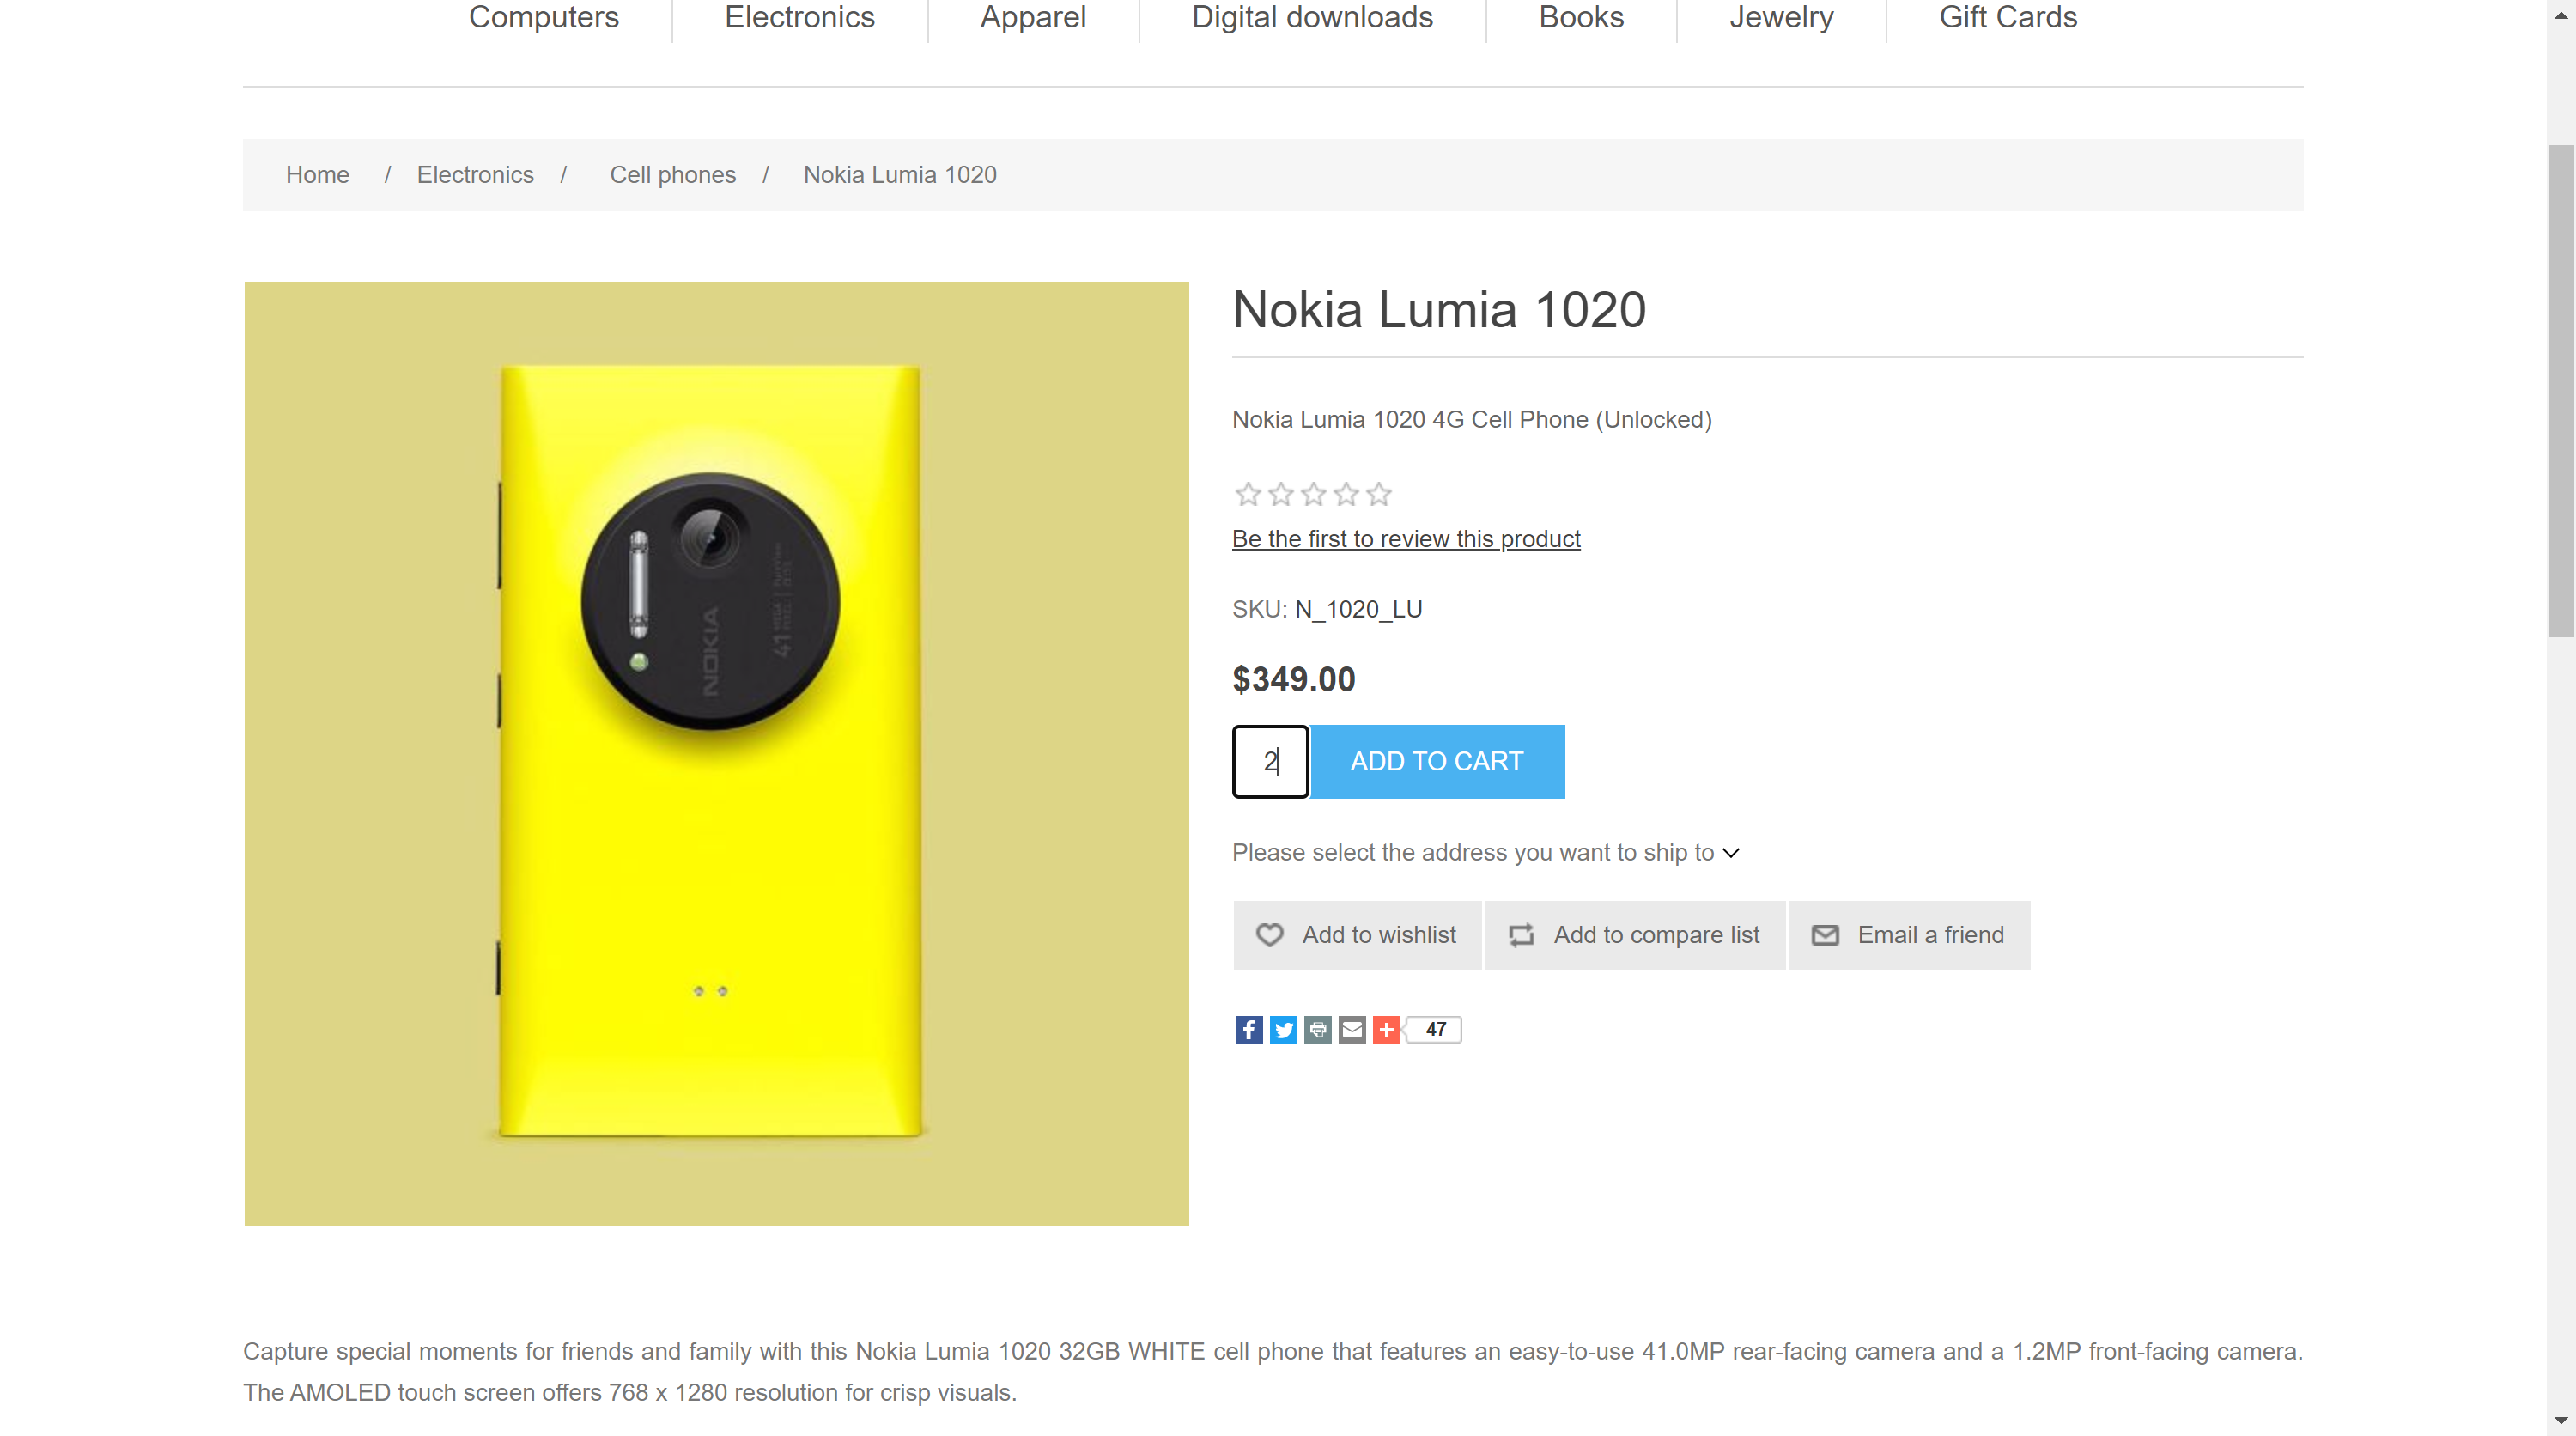 Computers
Electronics
Apparel
Digital downloads
Books
Jewelry
Gift Cards
Home / Electronics / Cell phones / Nokia Lumia 1020
NOKIA
Nokia Lumia 1020
Nokia Lumia 1020 4G Cell Phone (Unlocked)
Be the first to review this product
SKU: N_1020_LU
$349.00
2 ADD TO CART
Please select the address you want to ship to
Add to wishlist
Add to compare list
Email a friend
47
Capture special moments for friends and family with this Nokia Lumia 1020 32GB WHITE cell phone that features an easy-to-use 41.0MP rear-facing camera and a 1.2MP front-facing camera.
The AMOLED touch screen offers 768 x 1280 resolution for crisp visuals.